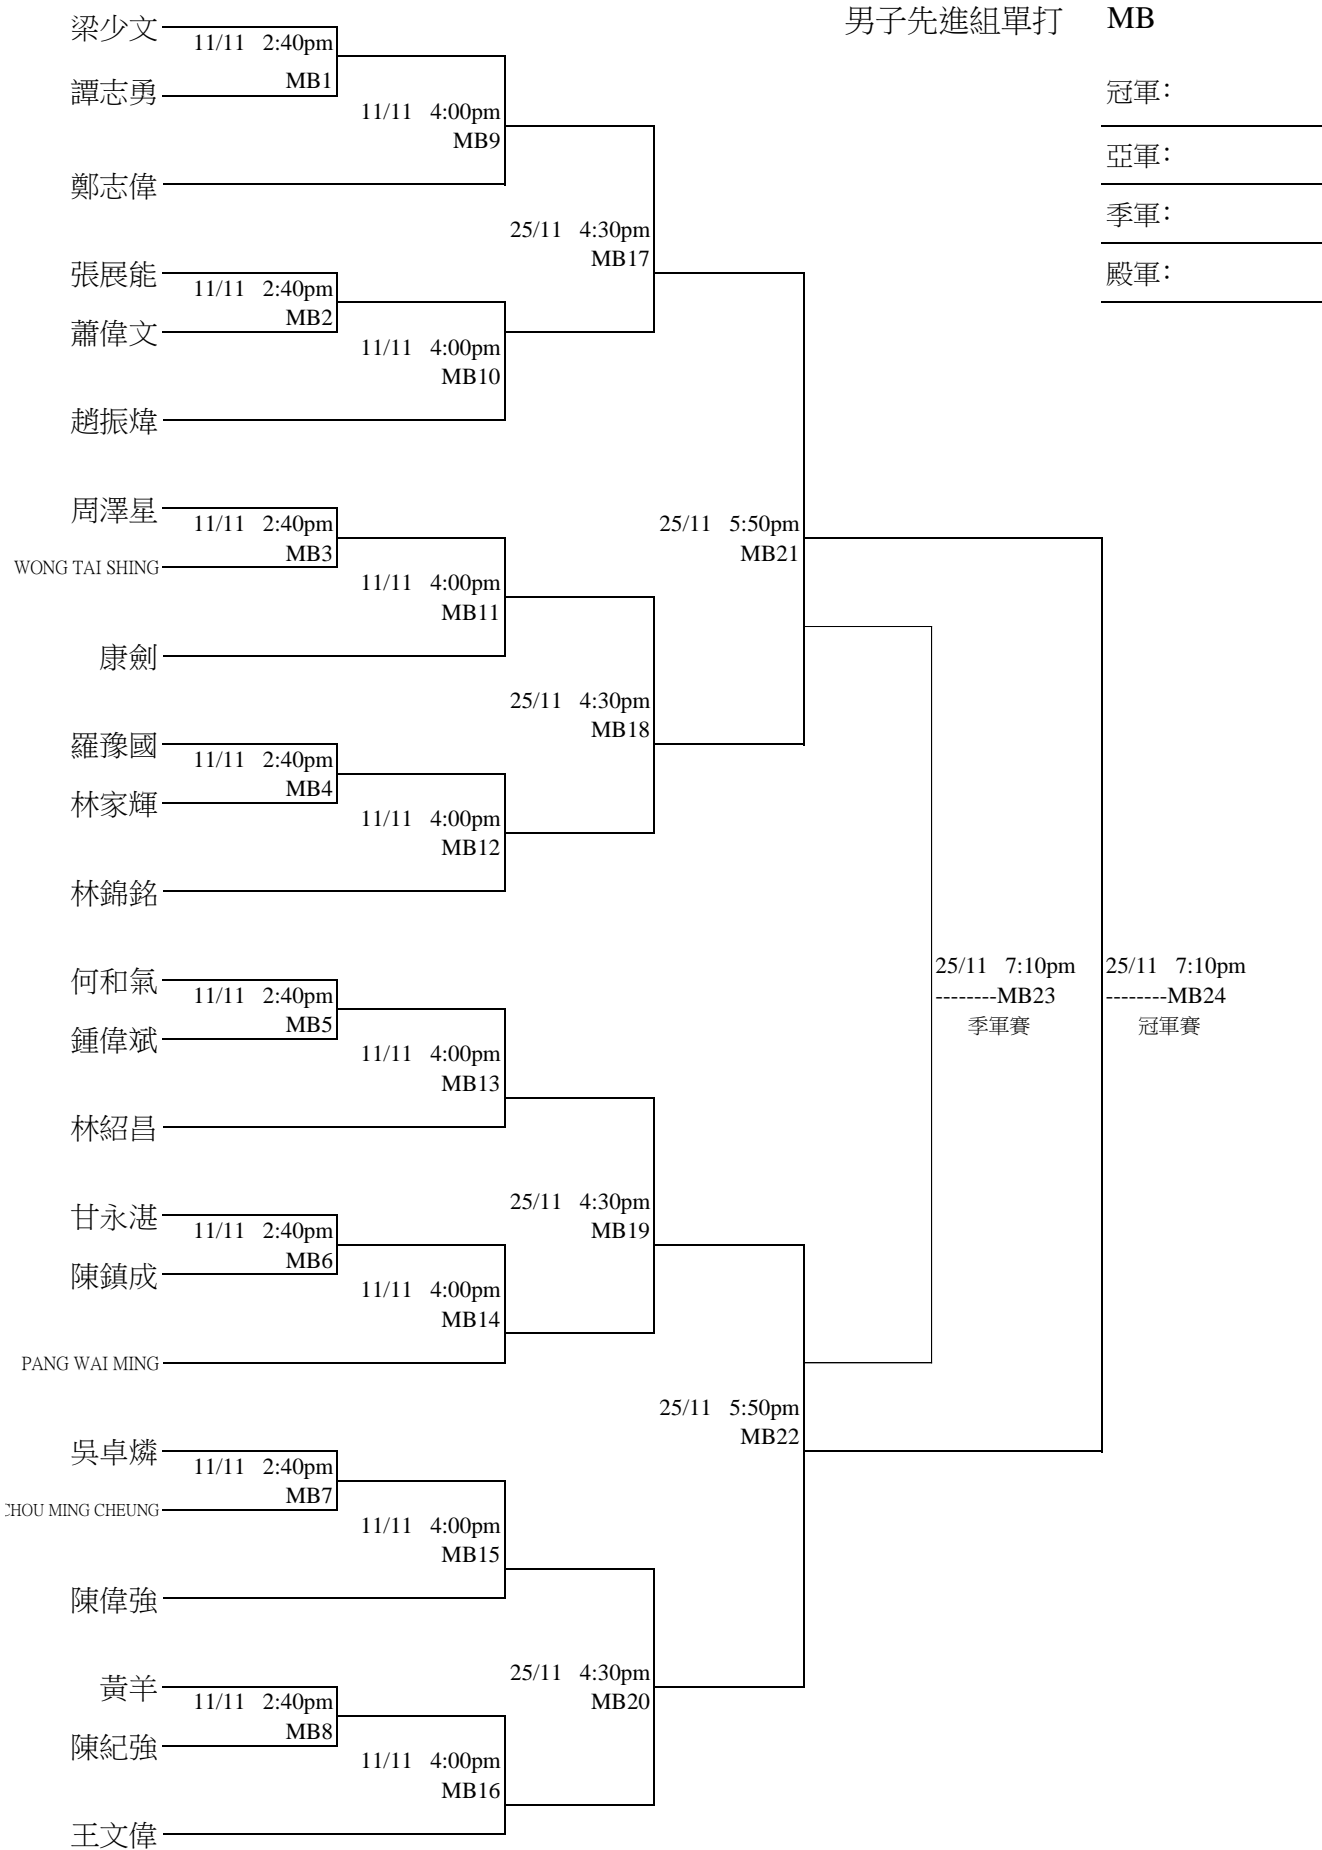 男子先進組單打 MB
冠軍：
亞軍：
季軍：
殿軍：
梁少文
11/11 2:40pm
MB1
譚志勇
11/11 4:00pm
MB9
鄭志偉
25/11 4:30pm
MB17
張展能
11/11 2:40pm
MB2
蕭偉文
11/11 4:00pm
MB10
趙振煒
周澤星
11/11 2:40pm
MB3
25/11 5:50pm
MB21
WONG TAI SHING
11/11 4:00pm
MB11
康劍
25/11 4:30pm
MB18
羅豫國
11/11 2:40pm
MB4
林家輝
11/11 4:00pm
MB12
林錦銘
25/11 7:10pm
--------MB23
季軍賽
25/11 7:10pm
--------MB24
冠軍賽
何和氣
11/11 2:40pm
MB5
鍾偉斌
11/11 4:00pm
MB13
林紹昌
25/11 4:30pm
MB19
甘永湛
11/11 2:40pm
MB6
陳鎮成
11/11 4:00pm
MB14
PANG WAI MING
25/11 5:50pm
MB22
吳卓燐
11/11 2:40pm
MB7
CHOU MING CHEUNG
11/11 4:00pm
MB15
陳偉強
25/11 4:30pm
MB20
黃羊
11/11 2:40pm
MB8
陳紀強
11/11 4:00pm
MB16
王文偉